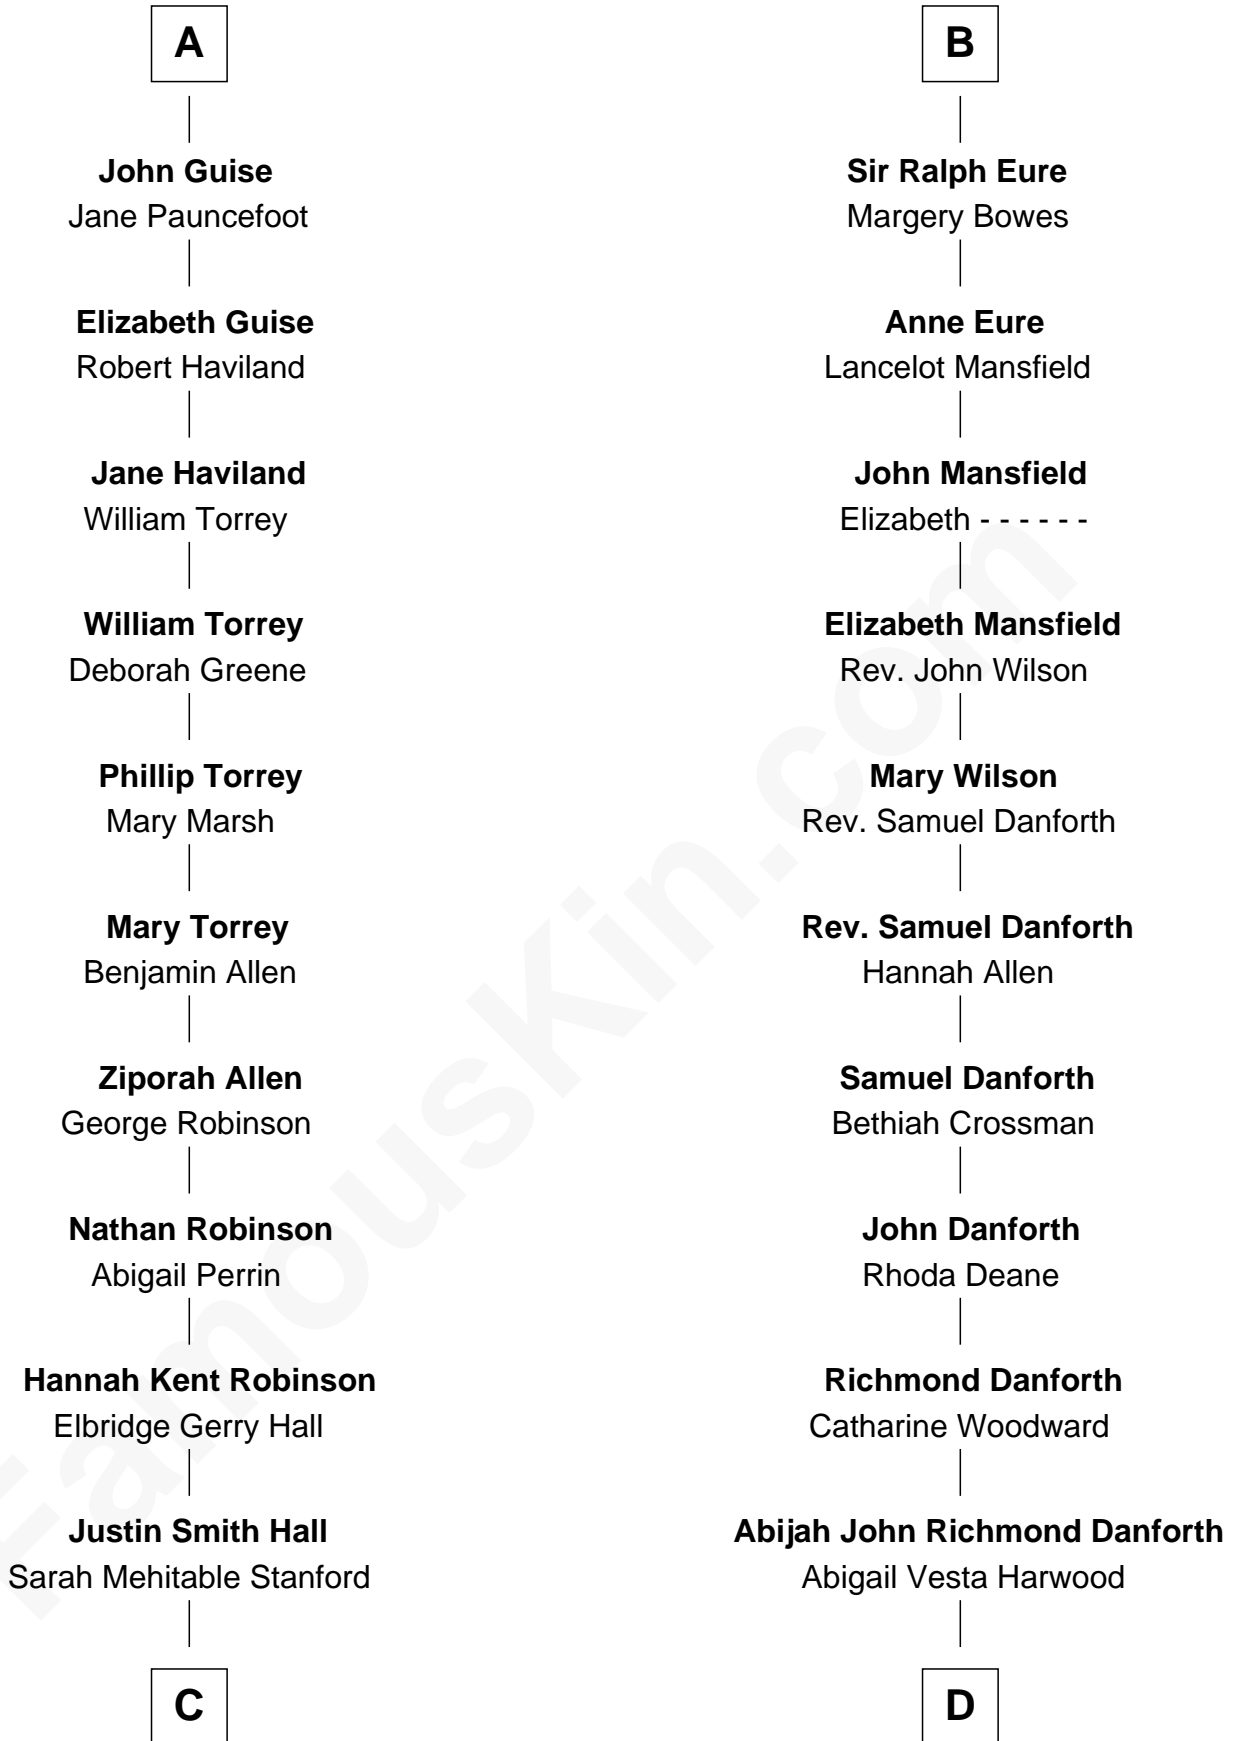 A
John Guise
Jane Pauncefoot
Elizabeth Guise
Robert Haviland
Jane Haviland
William Torrey
William Torrey
Deborah Greene
Phillip Torrey
Mary Marsh
Mary Torrey
Benjamin Allen
Ziporah Allen
George Robinson
Nathan Robinson
Abigail Perrin
Hannah Kent Robinson
Elbridge Gerry Hall
Justin Smith Hall
Sarah Mehitable Stanford
C
B
Sir Ralph Eure
Margery Bowes
Anne Eure
Lancelot Mansfield
John Mansfield
Elizabeth - - - - - -
Elizabeth Mansfield
Rev. John Wilson
Mary Wilson
Rev. Samuel Danforth
Rev. Samuel Danforth
Hannah Allen
Samuel Danforth
Bethiah Crossman
John Danforth
Rhoda Deane
Richmond Danforth
Catharine Woodward
Abijah John Richmond Danforth
Abigail Vesta Harwood
D
FamousKin.com